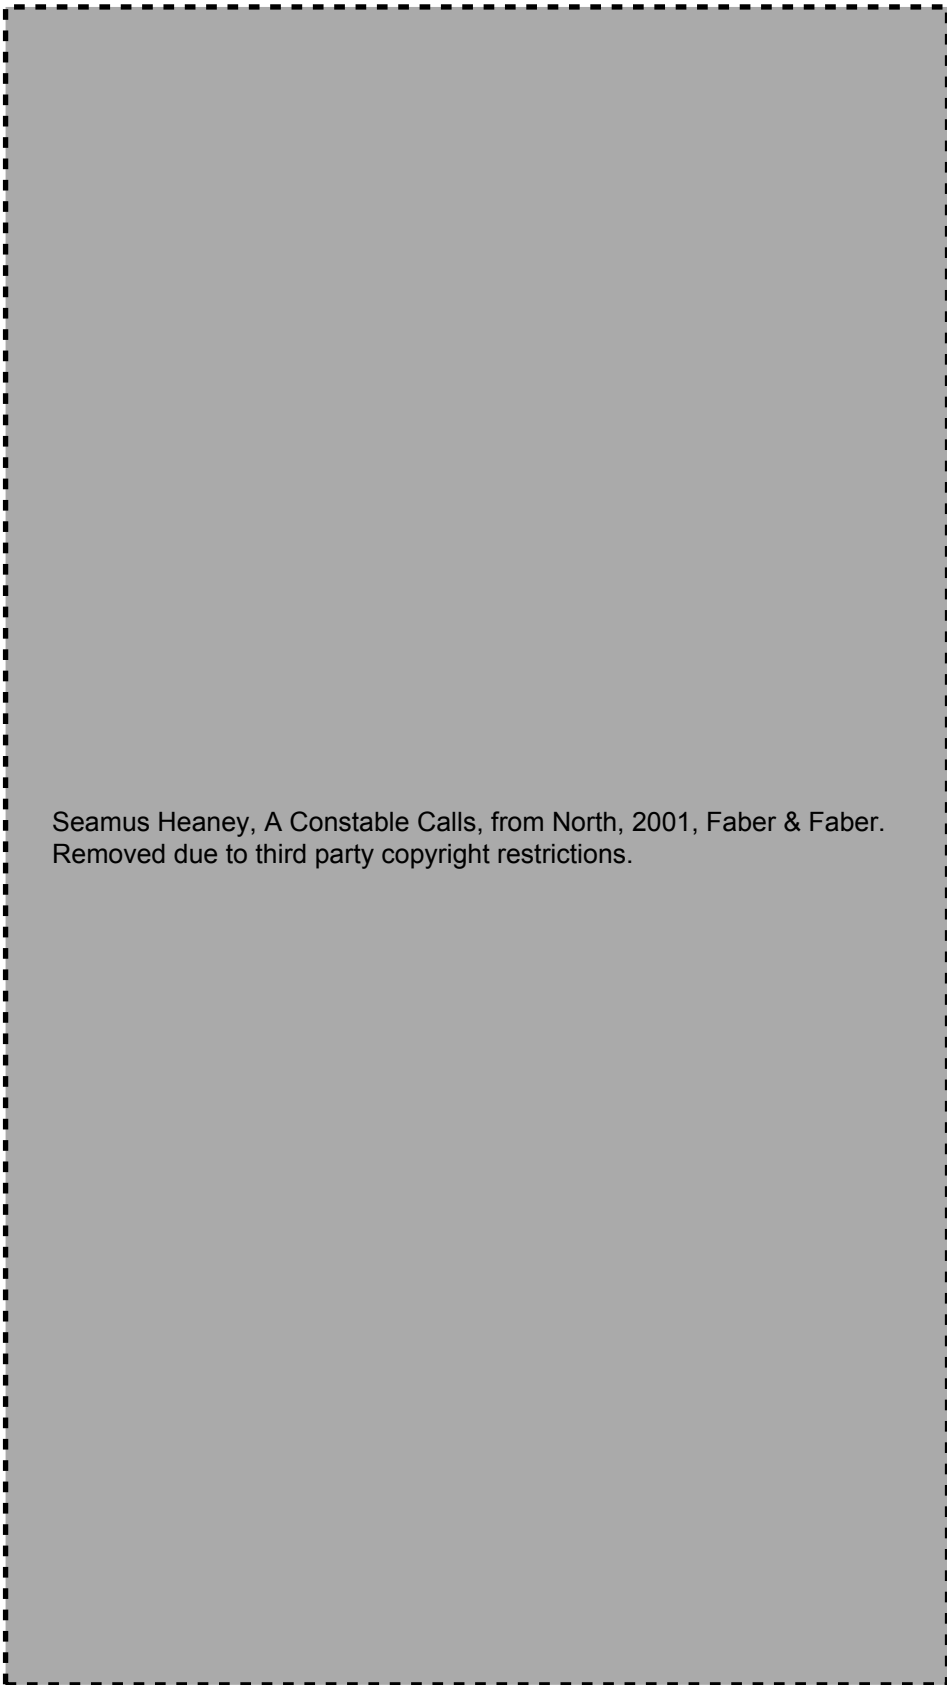 Seamus Heaney, A Constable Calls, from North, 2001, Faber & Faber.
Removed due to third party copyright restrictions.